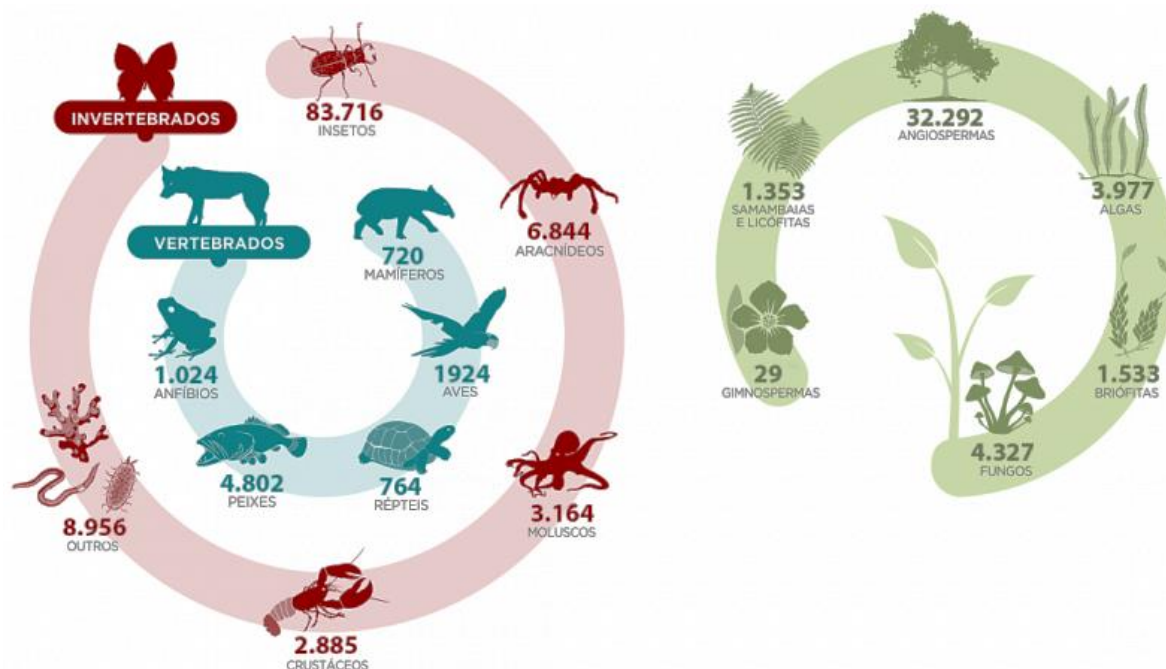 INVERTEBRADOS
83.716
INSETOS
6.844
ARACNÍDEOS
3.164
MOLUSCOS
2.885
CRUSTÁCEOS
8.956
OUTROS
VERTEBRADOS
720
MAMÍFEROS
1924
AVES
764
RÉPTEIS
4.802
PEIXES
1.024
ANFÍBIOS
32.292
ANGIOSPERMAS
3.977
ALGAS
1.533
BRIÓFITAS
4.327
FUNGOS
29
GIMNOSPERMAS
1.353
SAMAMBAIAS
E LICÓFITAS